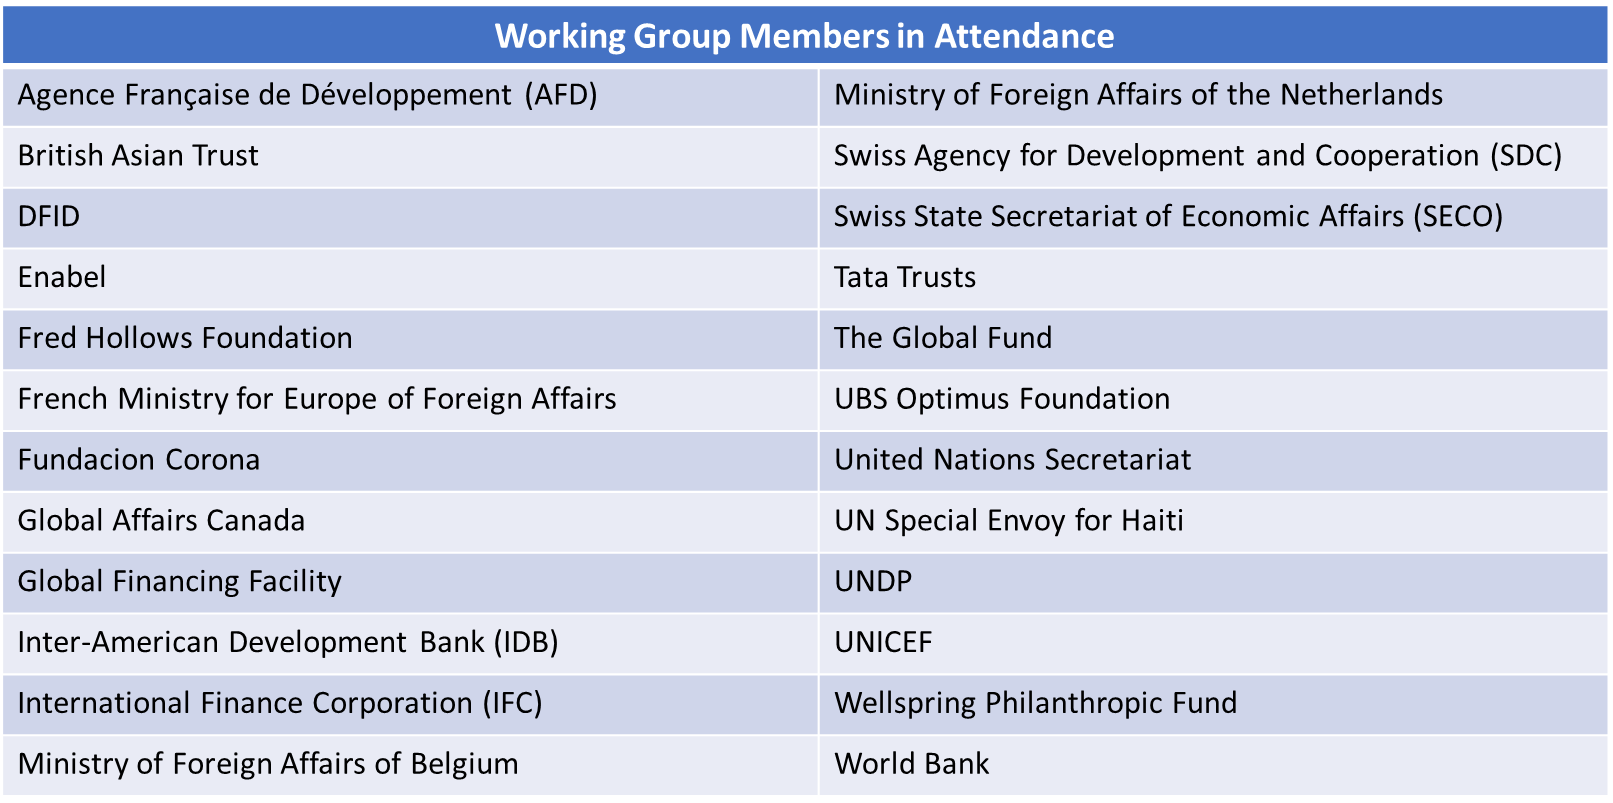 Working Group Members in Attendance
Agence Française de Développement (AFD)
Ministry of Foreign Affairs of the Netherlands
British Asian Trust
Swiss Agency for Development and Cooperation (SDC)
DFID
Swiss State Secretariat of Economic Affairs (SECO)
Enabel
Tata Trusts
Fred Hollows Foundation
The Global Fund
French Ministry for Europe of Foreign Affairs
UBS Optimus Foundation
Fundacion Corona
United Nations Secretariat
Global Affairs Canada
UN Special Envoy for Haiti
Global Financing Facility
UNDP
Inter-American Development Bank (IDB)
UNICEF
International Finance Corporation (IFC)
Wellspring Philanthropic Fund
Ministry of Foreign Affairs of Belgium
World Bank